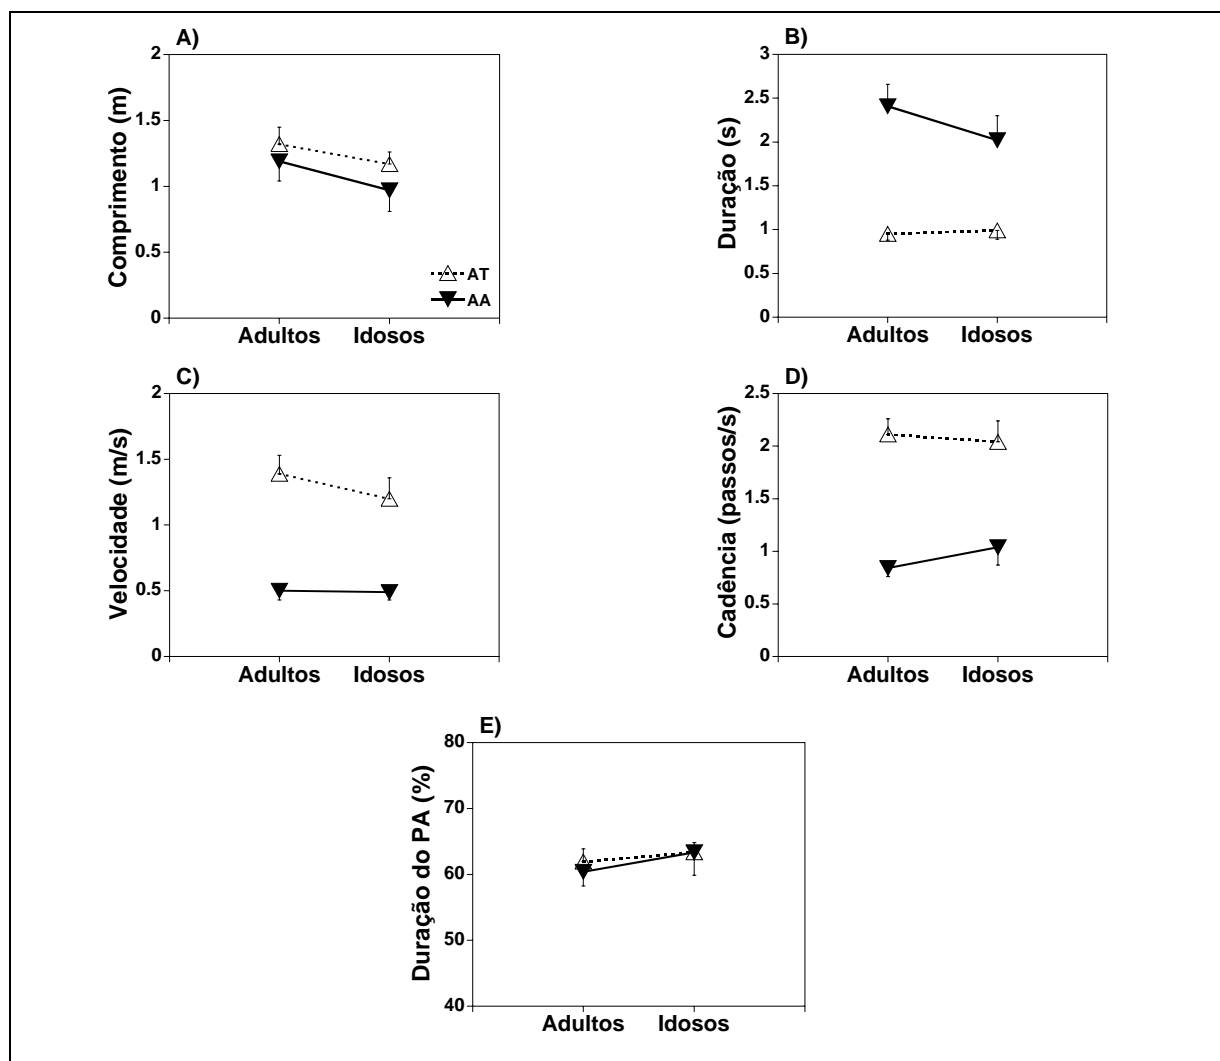 A)
Comprimento (m)
2
1.5
1
0.5
0
AT
AA
Adultos Idosos
B)
Duração (s)
3
2.5
2
1.5
1
0.5
0
Adultos Idosos
C)
Velocidade (m/s)
2
1.5
1
0.5
0
Adultos Idosos
D)
Cadência (passos/s)
2.5
2
1.5
1
0.5
0
Adultos Idosos
E)
Duração do PA (%)
80
70
60
50
40
Adultos Idosos